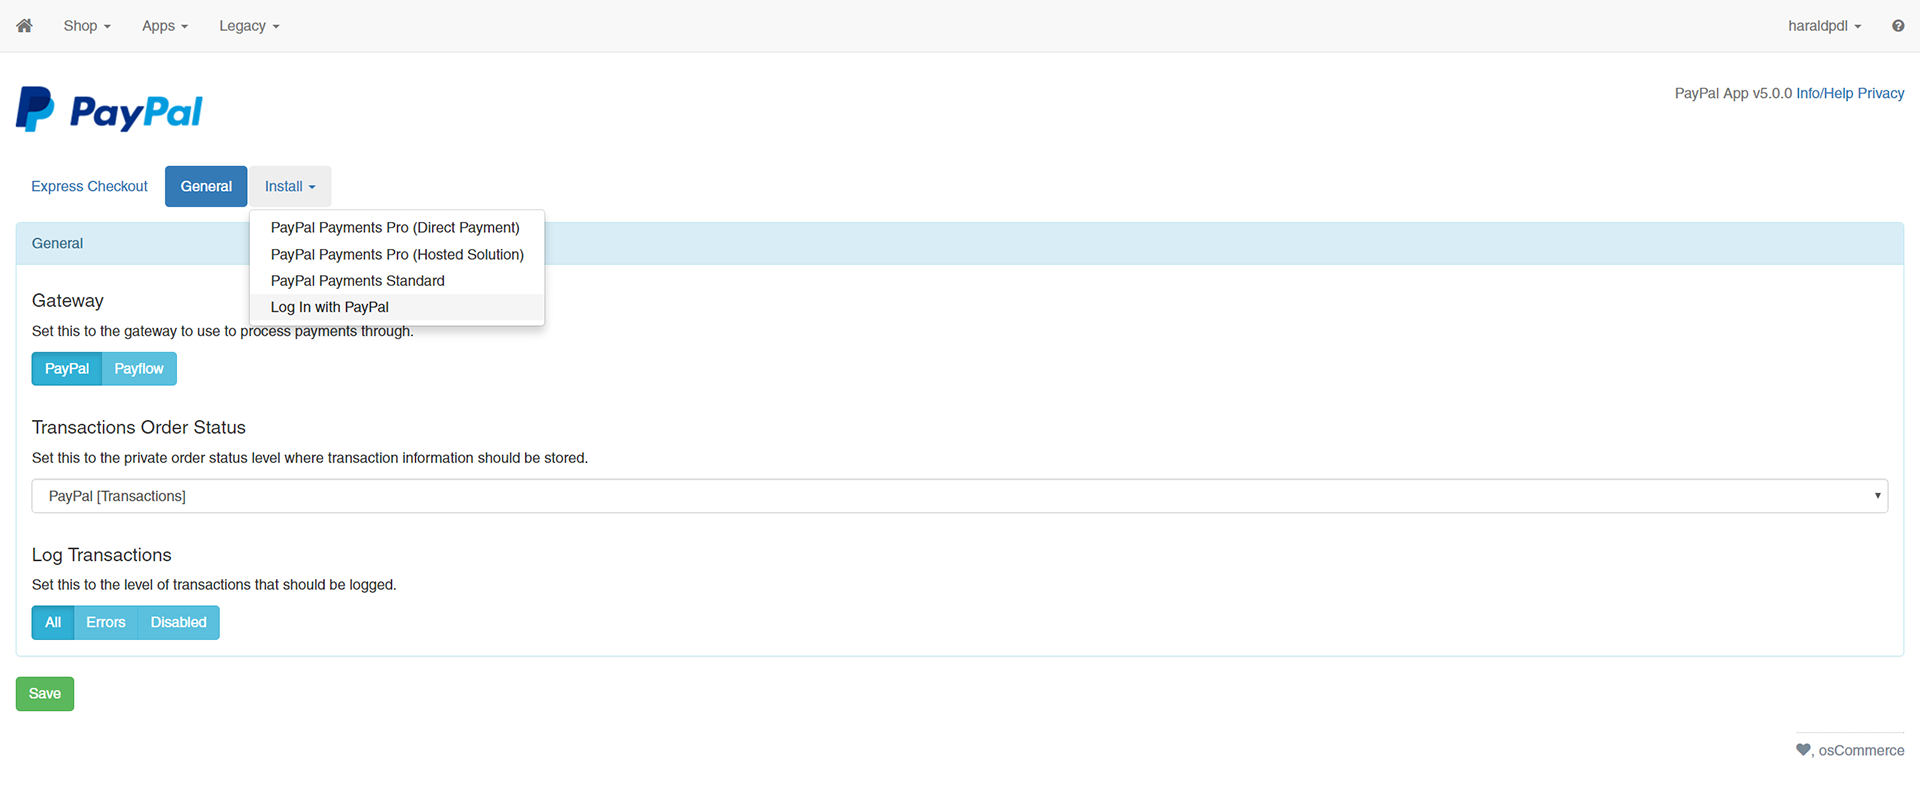 Shop Apps Legacy haraldpdl
PayPal
PayPal App v5.0.0 Info/Help Privacy
Express Checkout General Install
PayPal Payments Pro (Direct Payment)
PayPal Payments Pro (Hosted Solution)
PayPal Payments Standard
Log In with PayPal
General
Gateway
Set this to the gateway to use to process payments through.
PayPal Payflow
Transactions Order Status
Set this to the private order status level where transaction information should be stored.
PayPal [Transactions]
Log Transactions
Set this to the level of transactions that should be logged.
All Errors Disabled
Save
, osCommerce